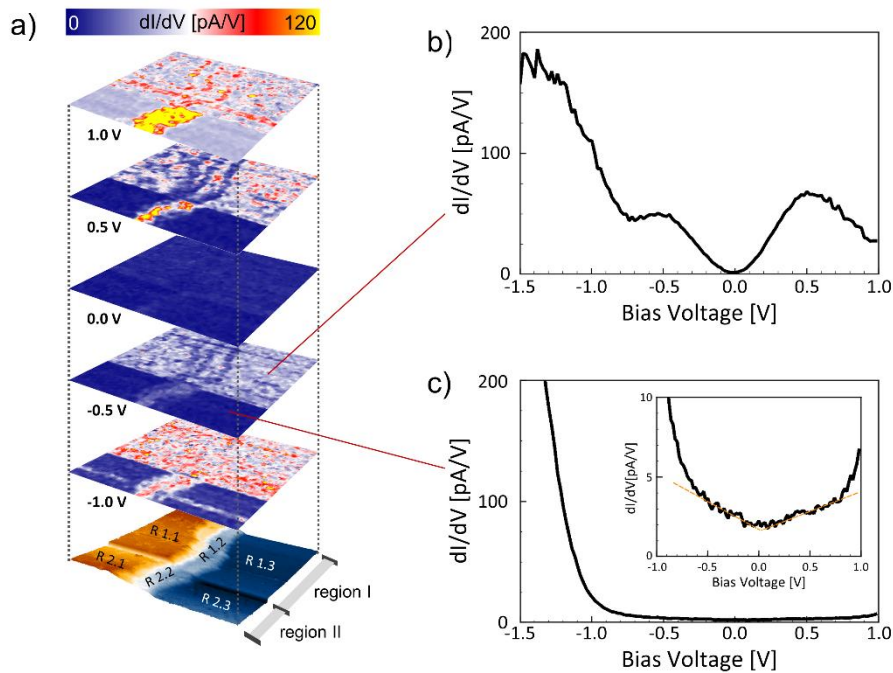 a)
0 dI/dV [pA/V] 120
1.0 V
0.5 V
0.0 V
-0.5 V
-1.0 V
R 1.1
R 2.1
R 1.2
R 2.2
R 1.3
R 2.3
region I
region II
b)
dI/dV [pA/V]
200
100
0
-1.5 -1.0 -0.5 0.0 0.5 1.0
Bias Voltage [V]
c)
dI/dV [pA/V]
200
100
0
-1.5 -1.0 -0.5 0.0 0.5 1.0
Bias Voltage [V]
dI/dV[pA/V]
10
5
0
-1.0 -0.5 0.0 0.5 1.0
Bias Voltage [V]